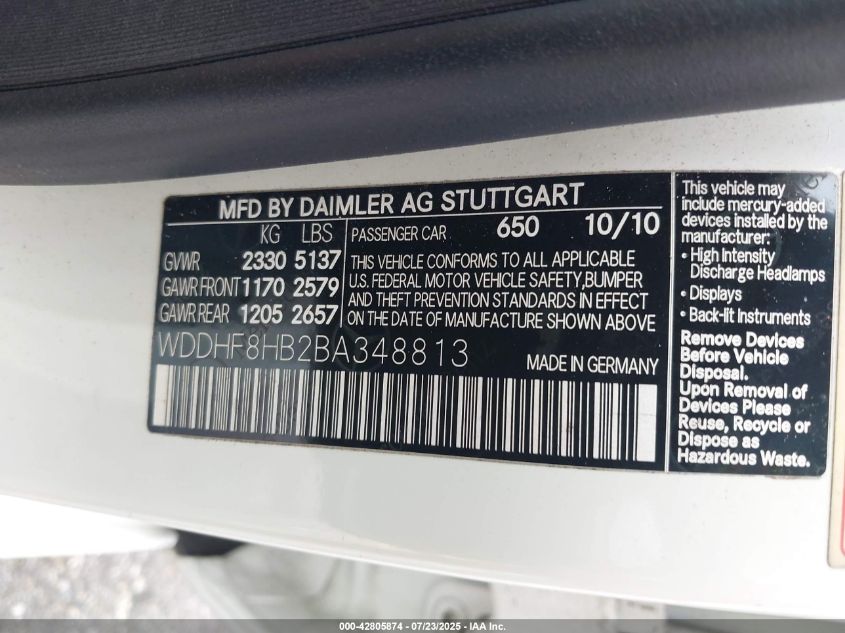 MFD BY DAIMLER AG STUTTGART
KG LBS
GVWR 2330 5137
GAWR FRONT 1170 2579
GAWR REAR 1205 2657
PASSENGER CAR 650 10/10
THIS VEHICLE CONFORMS TO ALL APPLICABLE
U.S. FEDERAL MOTOR VEHICLE SAFETY,BUMPER
AND THEFT PREVENTION STANDARDS IN EFFECT
ON THE DATE OF MANUFACTURE SHOWN ABOVE
WDDHF8HB2BA348813
MADE IN GERMANY
This vehicle may
include mercury-added
devices installed by the
manufacturer:
• High Intensity
Discharge Headlamps
• Displays
• Back-lit Instruments
Remove Devices
Before Vehicle
Disposal.
Upon Removal of
Devices Please
Reuse, Recycle or
Dispose as
Hazardous Waste.
000-42805874 - 07/23/2025 - IAA Inc.